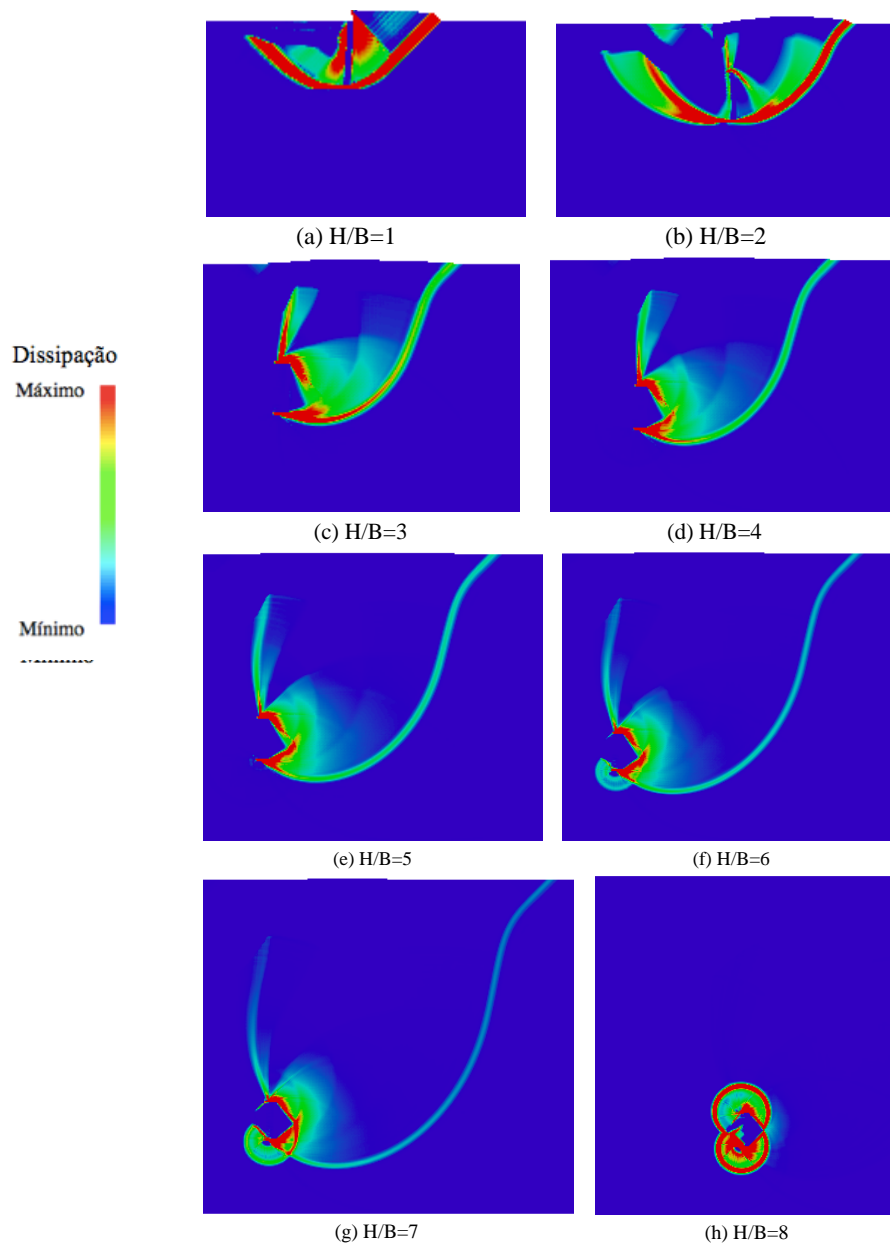 (a) H/B=1
(b) H/B=2
(c) H/B=3
(d) H/B=4
Dissipação
Máximo
Mínimo
(e) H/B=5
(f) H/B=6
(g) H/B=7
(h) H/B=8